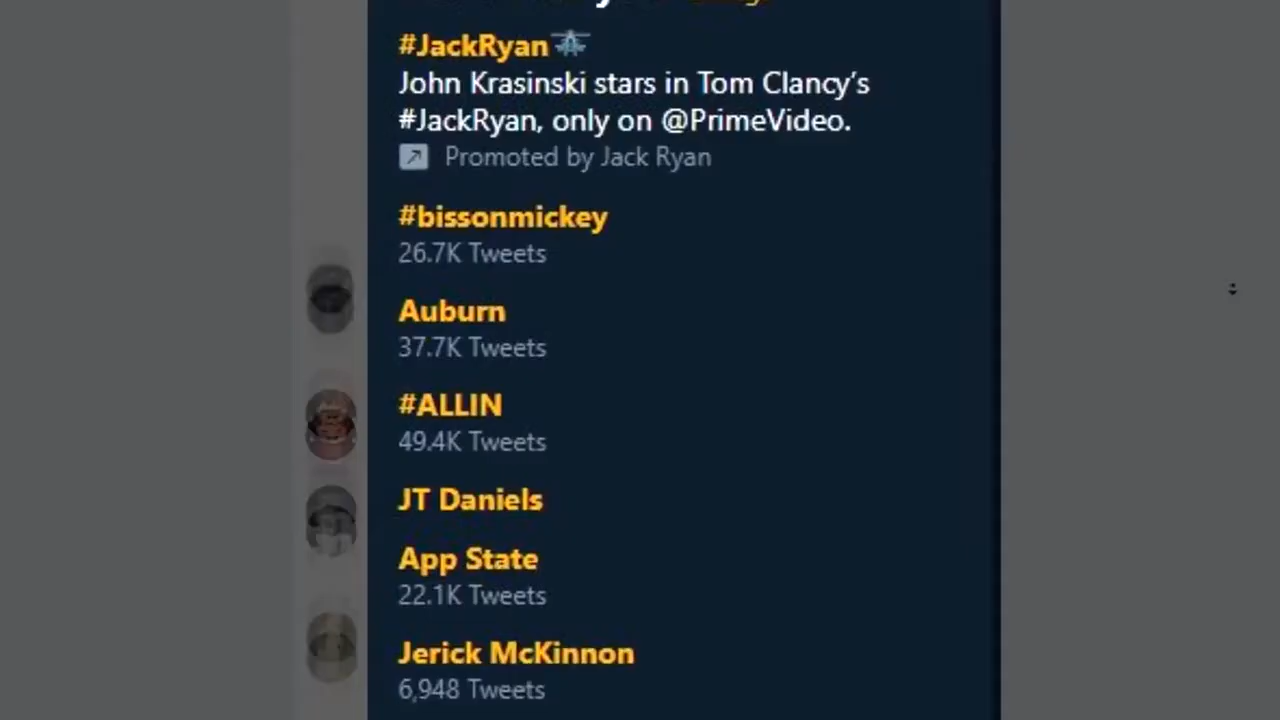 #JackRyan
John Krasinski stars in Tom Clancy's
#JackRyan, only on @PrimeVideo.
Promoted by Jack Ryan
#bissonmickey
26.7K Tweets
Auburn
37.7K Tweets
#ALLIN
49.4K Tweets
JT Daniels
App State
22.1K Tweets
Jerick McKinnon
6,948 Tweets